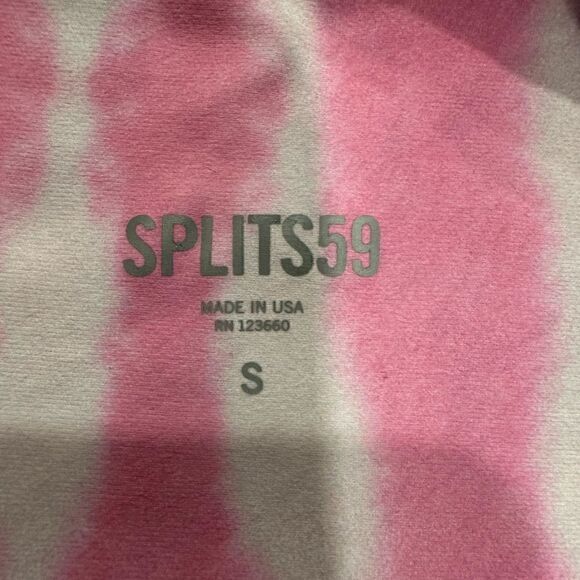 SPLITS59
MADE IN USA
RN 123660
S